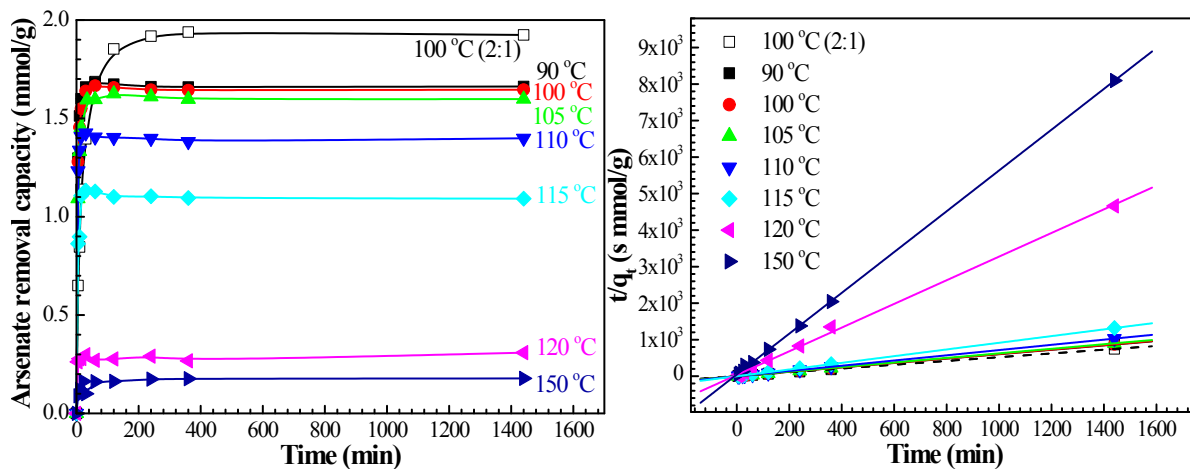 Arsenate removal capacity (mmol/g)
2.0
1.5
1.0
0.5
0.0
0 200 400 600 800 1000 1200 1400 1600
Time (min)
100 °C (2:1)
90 °C
100 °C
105 °C
110 °C
115 °C
120 °C
150 °C
t/qt (s mmol/g)
9x10³
8x10³
7x10³
6x10³
5x10³
4x10³
3x10³
2x10³
1x10³
0
0 200 400 600 800 1000 1200 1400 1600
Time (min)
100 °C (2:1)
90 °C
100 °C
105 °C
110 °C
115 °C
120 °C
150 °C